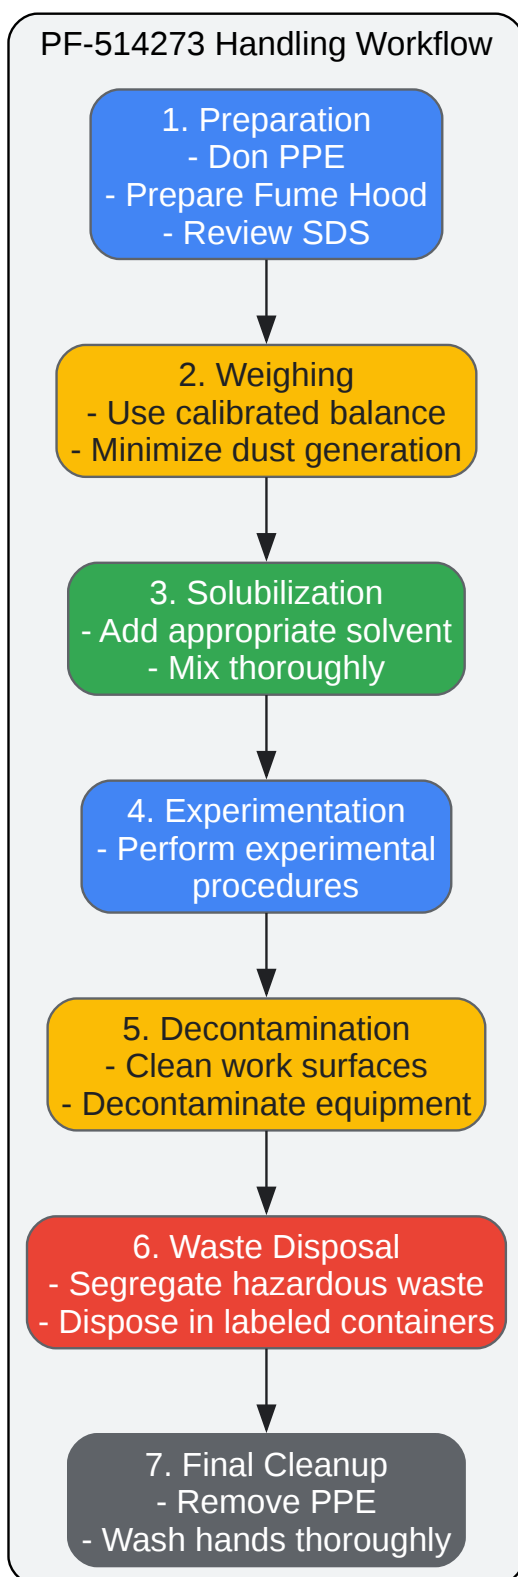 PF-514273 Handling Workflow
1. Preparation
- Don PPE
- Prepare Fume Hood
- Review SDS
2. Weighing
- Use calibrated balance
- Minimize dust generation
3. Solubilization
- Add appropriate solvent
- Mix thoroughly
4. Experimentation
- Perform experimental
procedures
5. Decontamination
- Clean work surfaces
- Decontaminate equipment
6. Waste Disposal
- Segregate hazardous waste
- Dispose in labeled containers
7. Final Cleanup
- Remove PPE
- Wash hands thoroughly